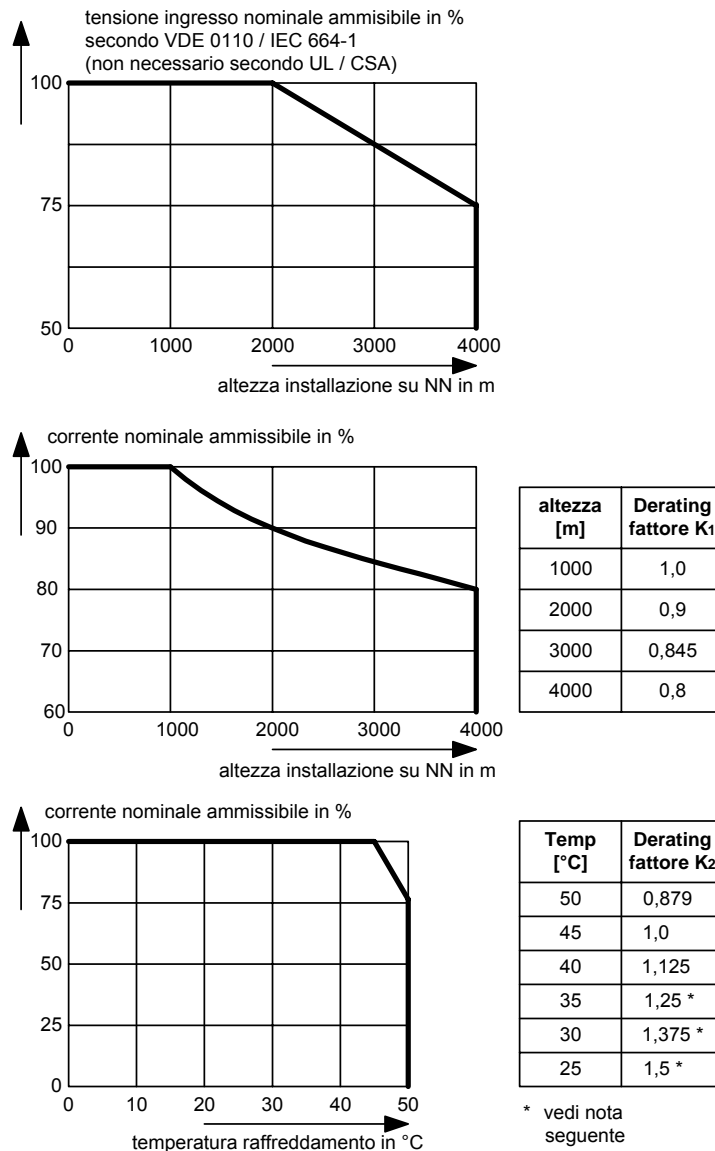 tensione ingresso nominale ammisibile in %
secondo VDE 0110 / IEC 664-1
(non necessario secondo UL / CSA)
100
75
50
0 1000 2000 3000 4000
altezza installazione su NN in m
corrente nominale ammissibile in %
100
90
80
70
60
0 1000 2000 3000 4000
altezza installazione su NN in m
altezza [m] Derating fattore K1
1000 1,0
2000 0,9
3000 0,845
4000 0,8
corrente nominale ammissibile in %
100
75
50
25
0
0 10 20 30 40 50
temperatura raffreddamento in °C
Temp [°C] Derating fattore K2
50 0,879
45 1,0
40 1,125
35 1,25 *
30 1,375 *
25 1,5 *
* vedi nota
seguente